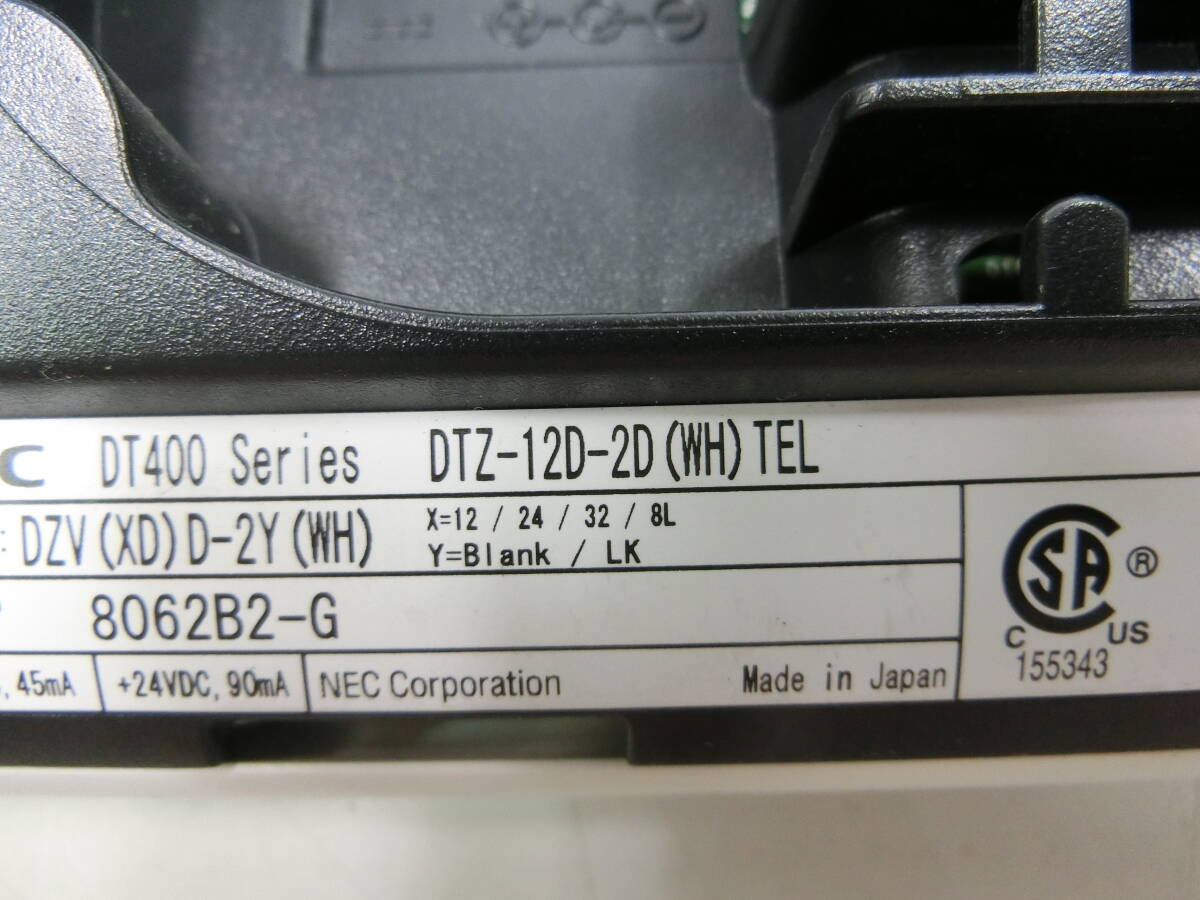 C DT400 Series DTZ-12D-2D(WH)TEL
: DZV(XD)D-2Y(WH) X=12 / 24 / 32 / 8L
Y=Blank / LK
8062B2-G
, 45mA +24VDC, 90mA NEC Corporation Made in Japan
SA ®
C US
155343